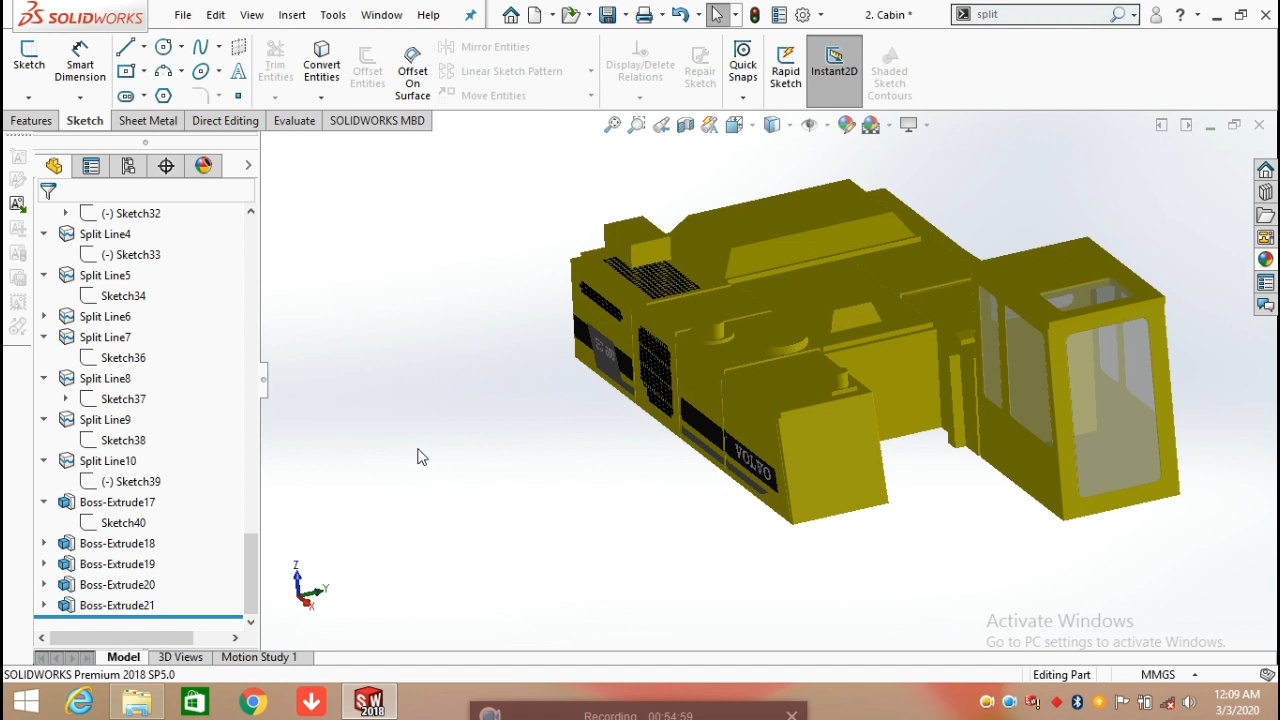 SOLIDWORKS
File Edit View Insert Tools Window Help
2. Cabin *
split
Sketch
Smart Dimension
Trim Entities
Convert Entities
Offset Entities
Offset On Surface
Mirror Entities
Linear Sketch Pattern
Move Entities
Display/Delete Relations
Repair Sketch
Quick Snaps
Rapid Sketch
Instant2D
Shaded Sketch Contours
Features Sketch Sheet Metal Direct Editing Evaluate SOLIDWORKS MBD
(-) Sketch32
Split Line4
(-) Sketch33
Split Line5
Sketch34
Split Line6
Split Line7
Sketch36
Split Line8
Sketch37
Split Line9
Sketch38
Split Line10
(-) Sketch39
Boss-Extrude17
Sketch40
Boss-Extrude18
Boss-Extrude19
Boss-Extrude20
Boss-Extrude21
VOLVO
Z
Y
X
Activate Windows
Go to PC settings to activate Windows.
Model 3D Views Motion Study 1
SOLIDWORKS Premium 2018 SP5.0
Editing Part
MMGS
SW
2018
Recording 00:54:59
12:09 AM
3/3/2020